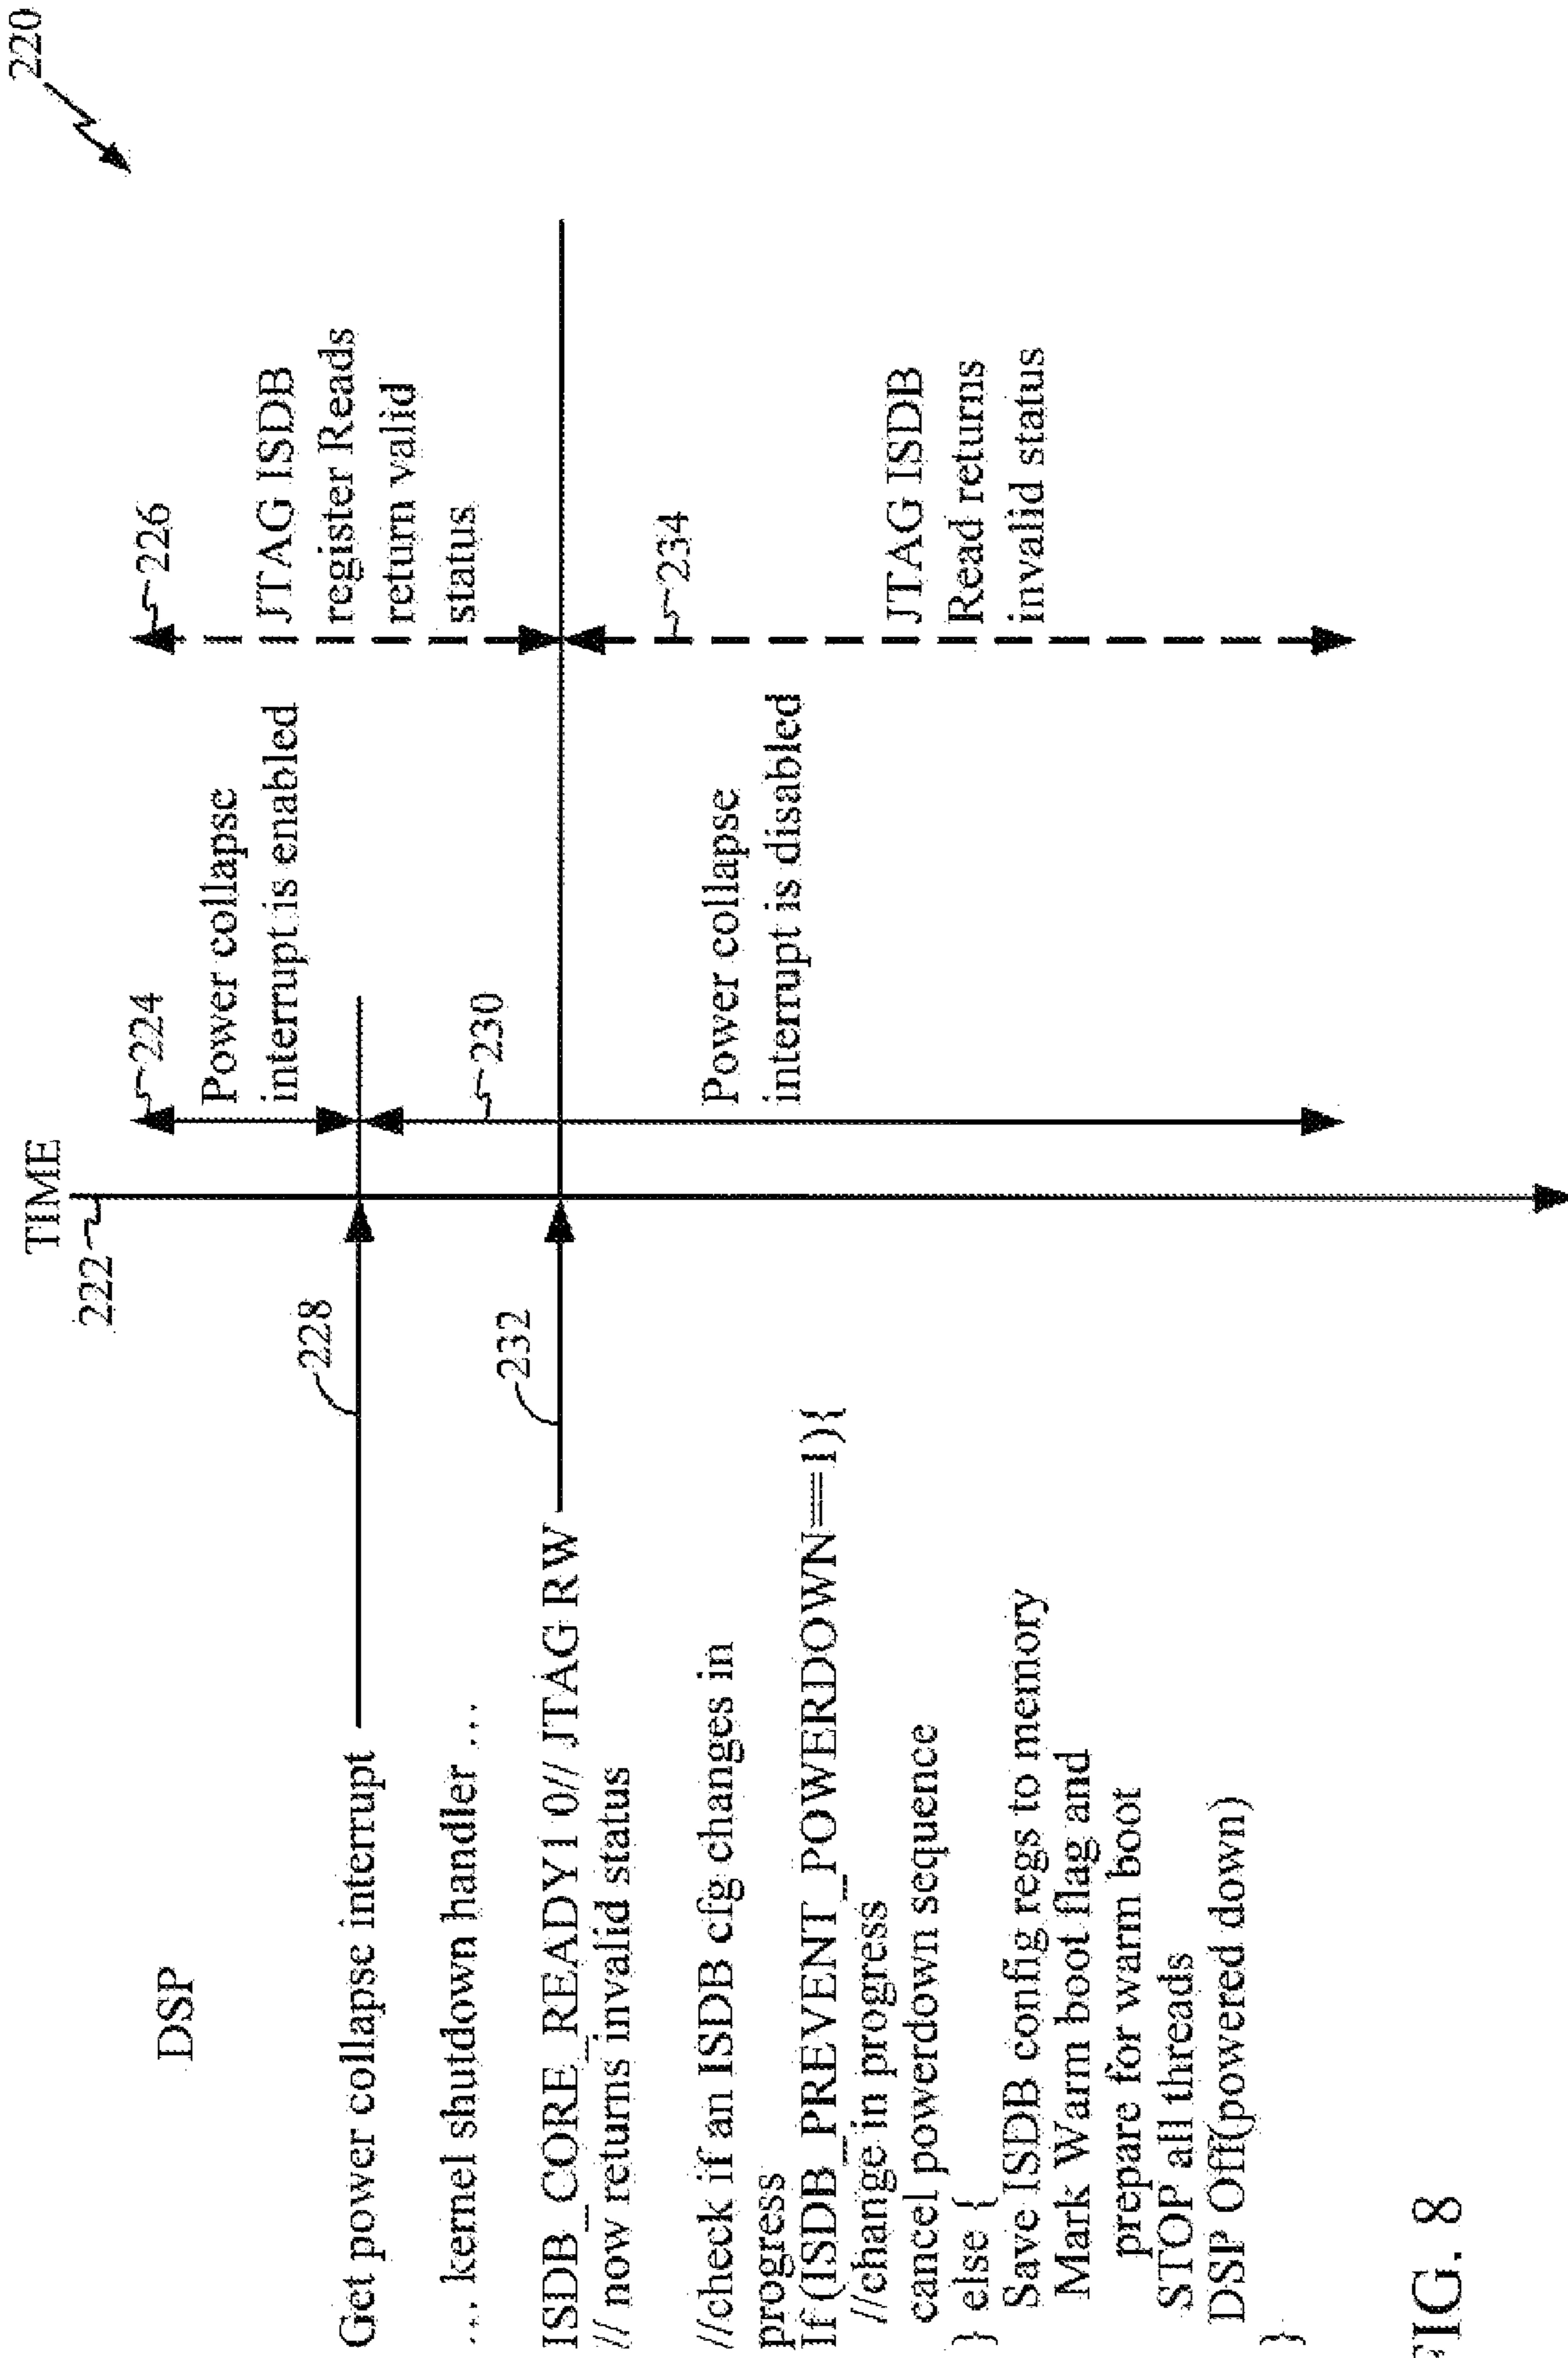 220
TIME
222
DSP
224
Power collapse
interrupt is enabled
226
JTAG ISDB
register Reads
return valid
status
228
Get power collapse interrupt
... kernel shutdown handler ...
230
232
ISDB_CORE_READY1 0// JTAG RW
// now returns invalid status
234
//check if an ISDB cfg changes in
progress
If (ISDB_PREVENT_POWERDOWN==1){
//change in progress
cancel powerdown sequence
} else {
Save ISDB config regs to memory
Mark Warm boot flag and
prepare for warm boot
STOP all threads
DSP Off(powered down)
}
Power collapse
interrupt is disabled
JTAG ISDB
Read returns
invalid status
FIG. 8